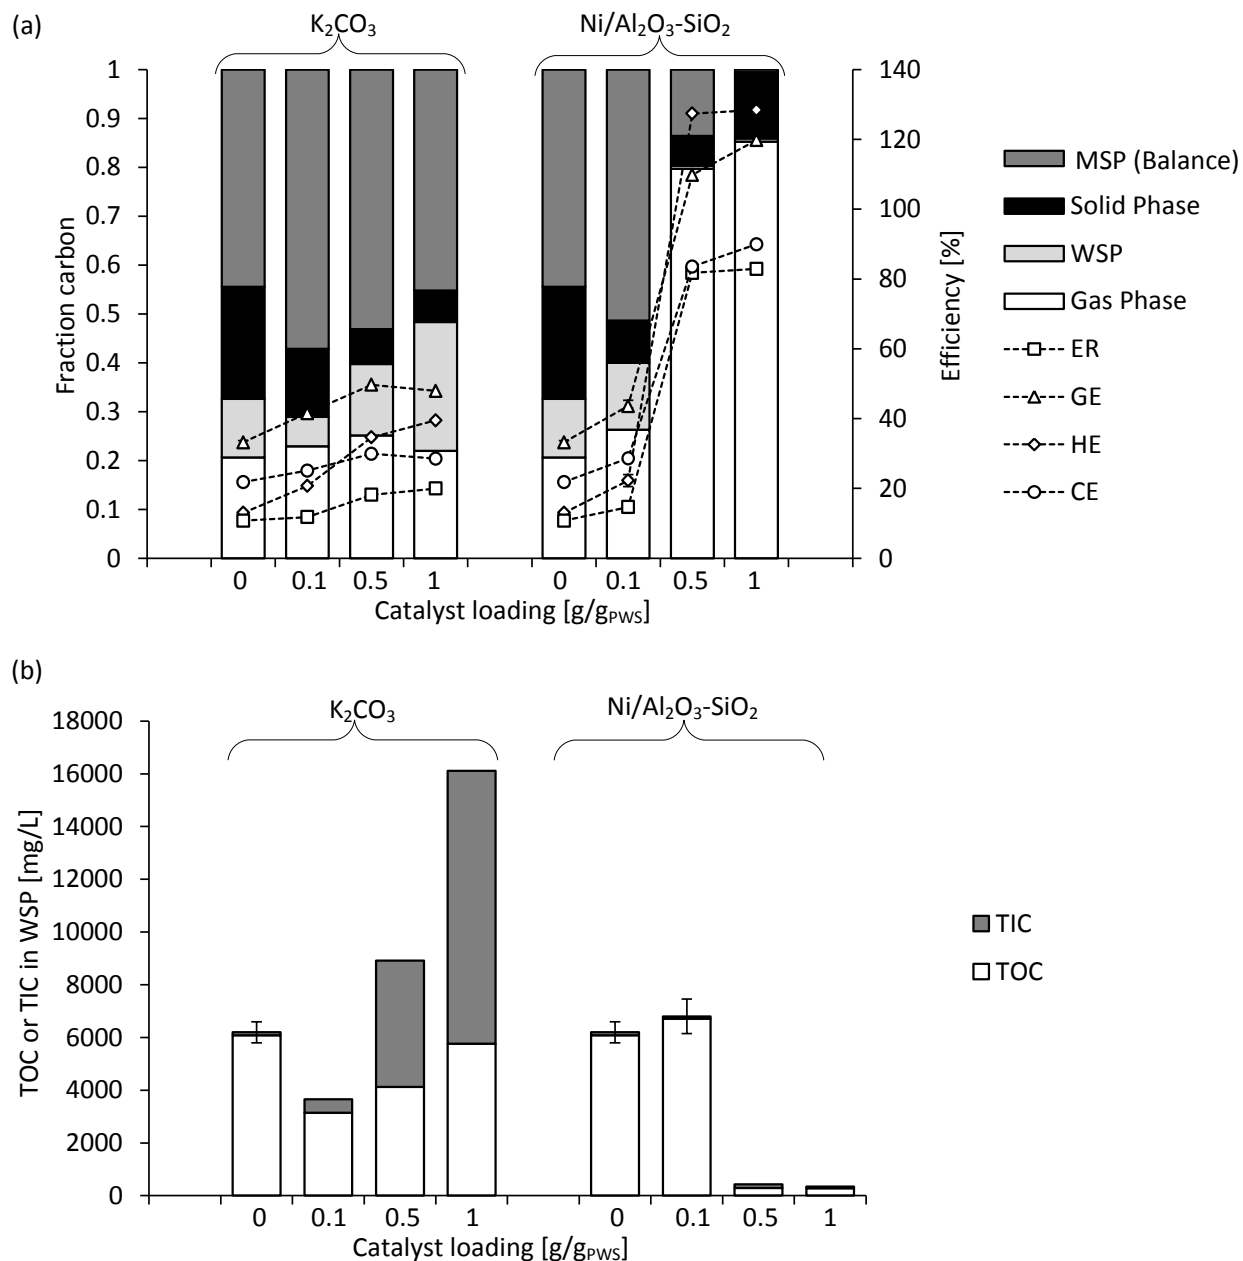 (a)
K₂CO₃ Ni/Al₂O₃-SiO₂
1
0.9
0.8
0.7
0.6
0.5
0.4
0.3
0.2
0.1
0
Fraction carbon
140
120
100
80
60
40
20
0
Efficiency [%]
0 0.1 0.5 1 0 0.1 0.5 1
Catalyst loading [g/gPWS]
MSP (Balance)
Solid Phase
WSP
Gas Phase
ER
GE
HE
CE
(b)
K₂CO₃ Ni/Al₂O₃-SiO₂
18000
16000
14000
12000
10000
8000
6000
4000
2000
0
TOC or TIC in WSP [mg/L]
0 0.1 0.5 1 0 0.1 0.5 1
Catalyst loading [g/gPWS]
TIC
TOC